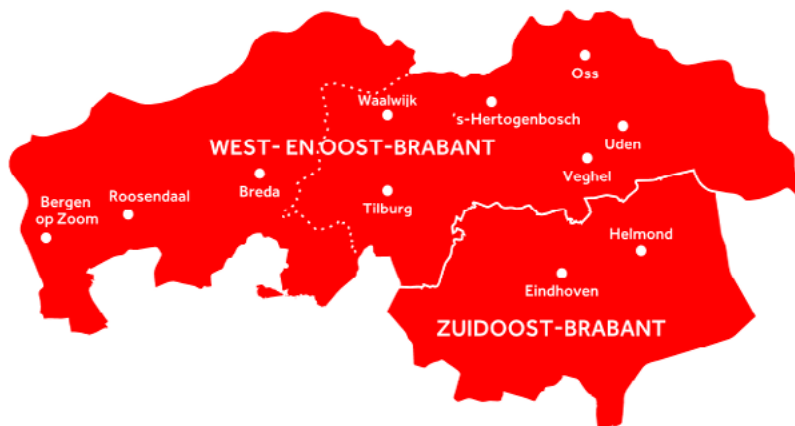 Oss
Waalwijk
's-Hertogenbosch
Uden
WEST- EN OOST-BRABANT
Veghel
Breda
Roosendaal
Bergen
op Zoom
Tilburg
Helmond
Eindhoven
ZUIDOOST-BRABANT